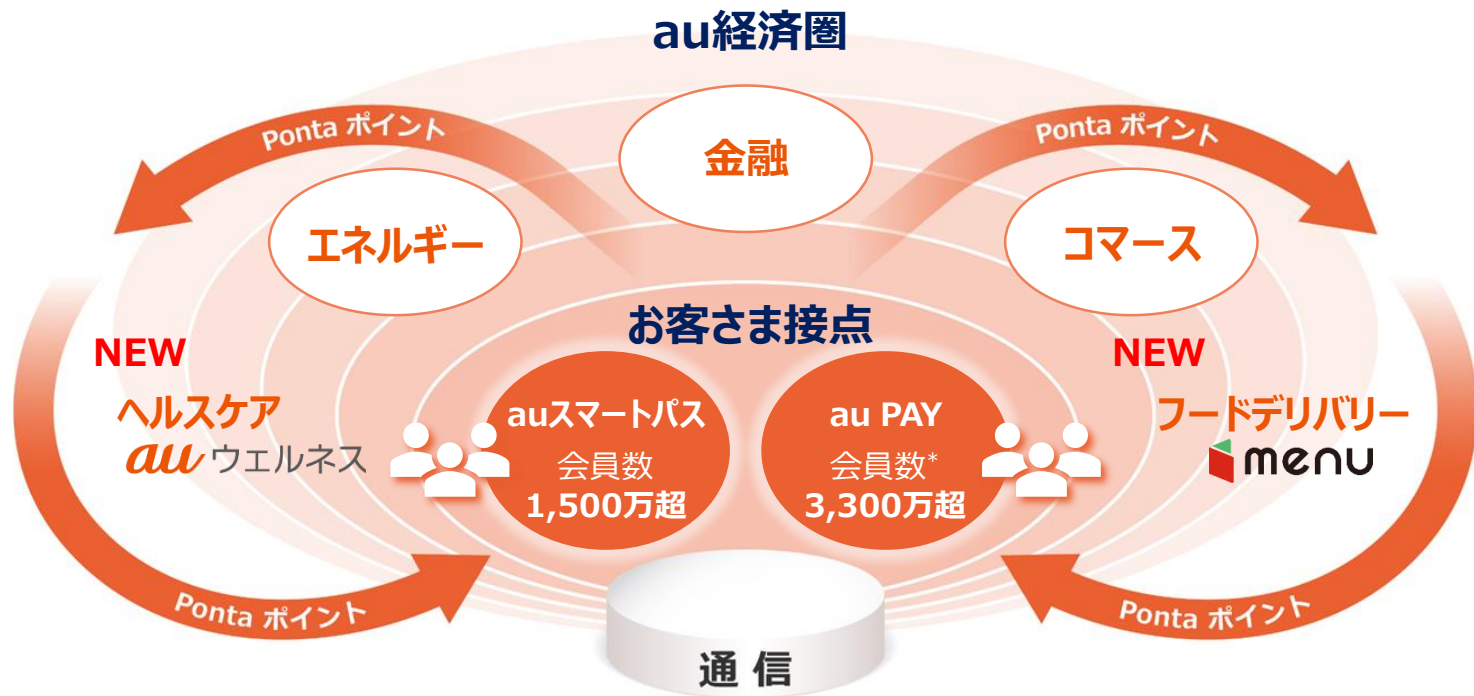 au経済圏
Ponta ポイント
Ponta ポイント
金融
エネルギー
コマース
お客さま接点
NEW
ヘルスケア
au ウェルネス
auスマートパス
会員数
1,500万超
au PAY
会員数*
3,300万超
NEW
フードデリバリー
menu
Ponta ポイント
Ponta ポイント
通 信